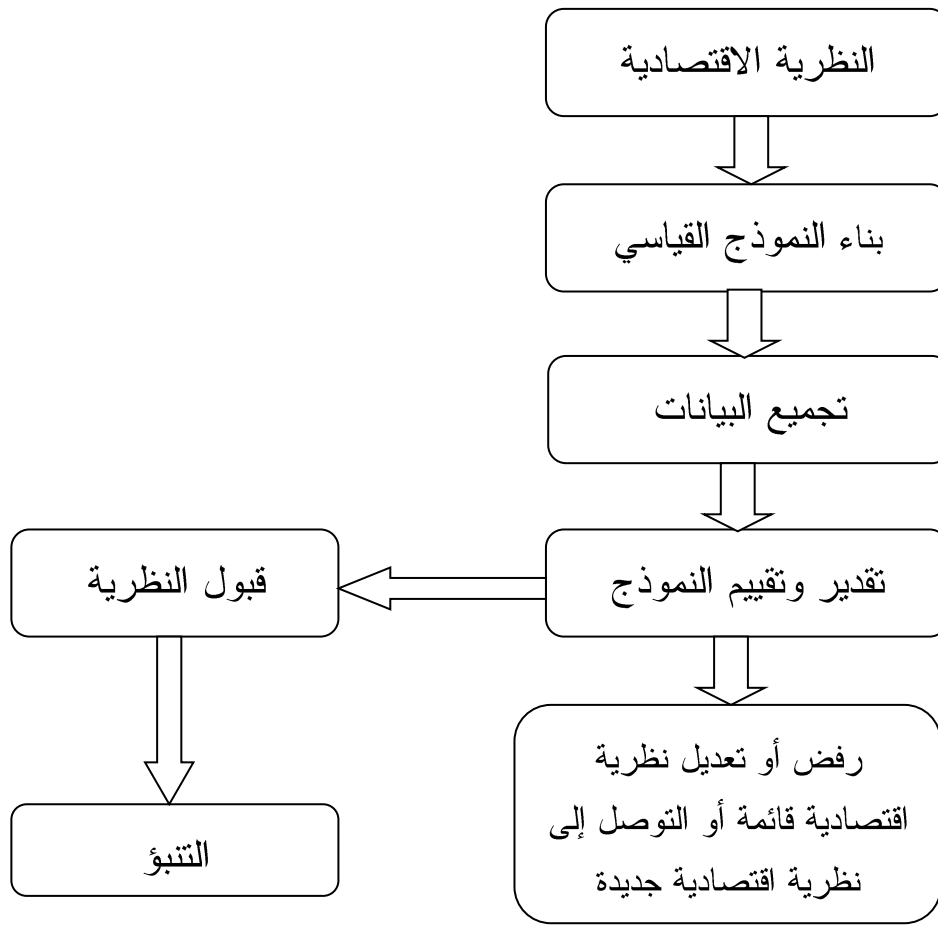 النظرية الاقتصادية
بناء النموذج القياسي
تجميع البيانات
تقدير وتقييم النموذج
قبول النظرية
رفض أو تعديل نظرية
اقتصادية قائمة أو التوصل إلى
نظرية اقتصادية جديدة
التنبؤ